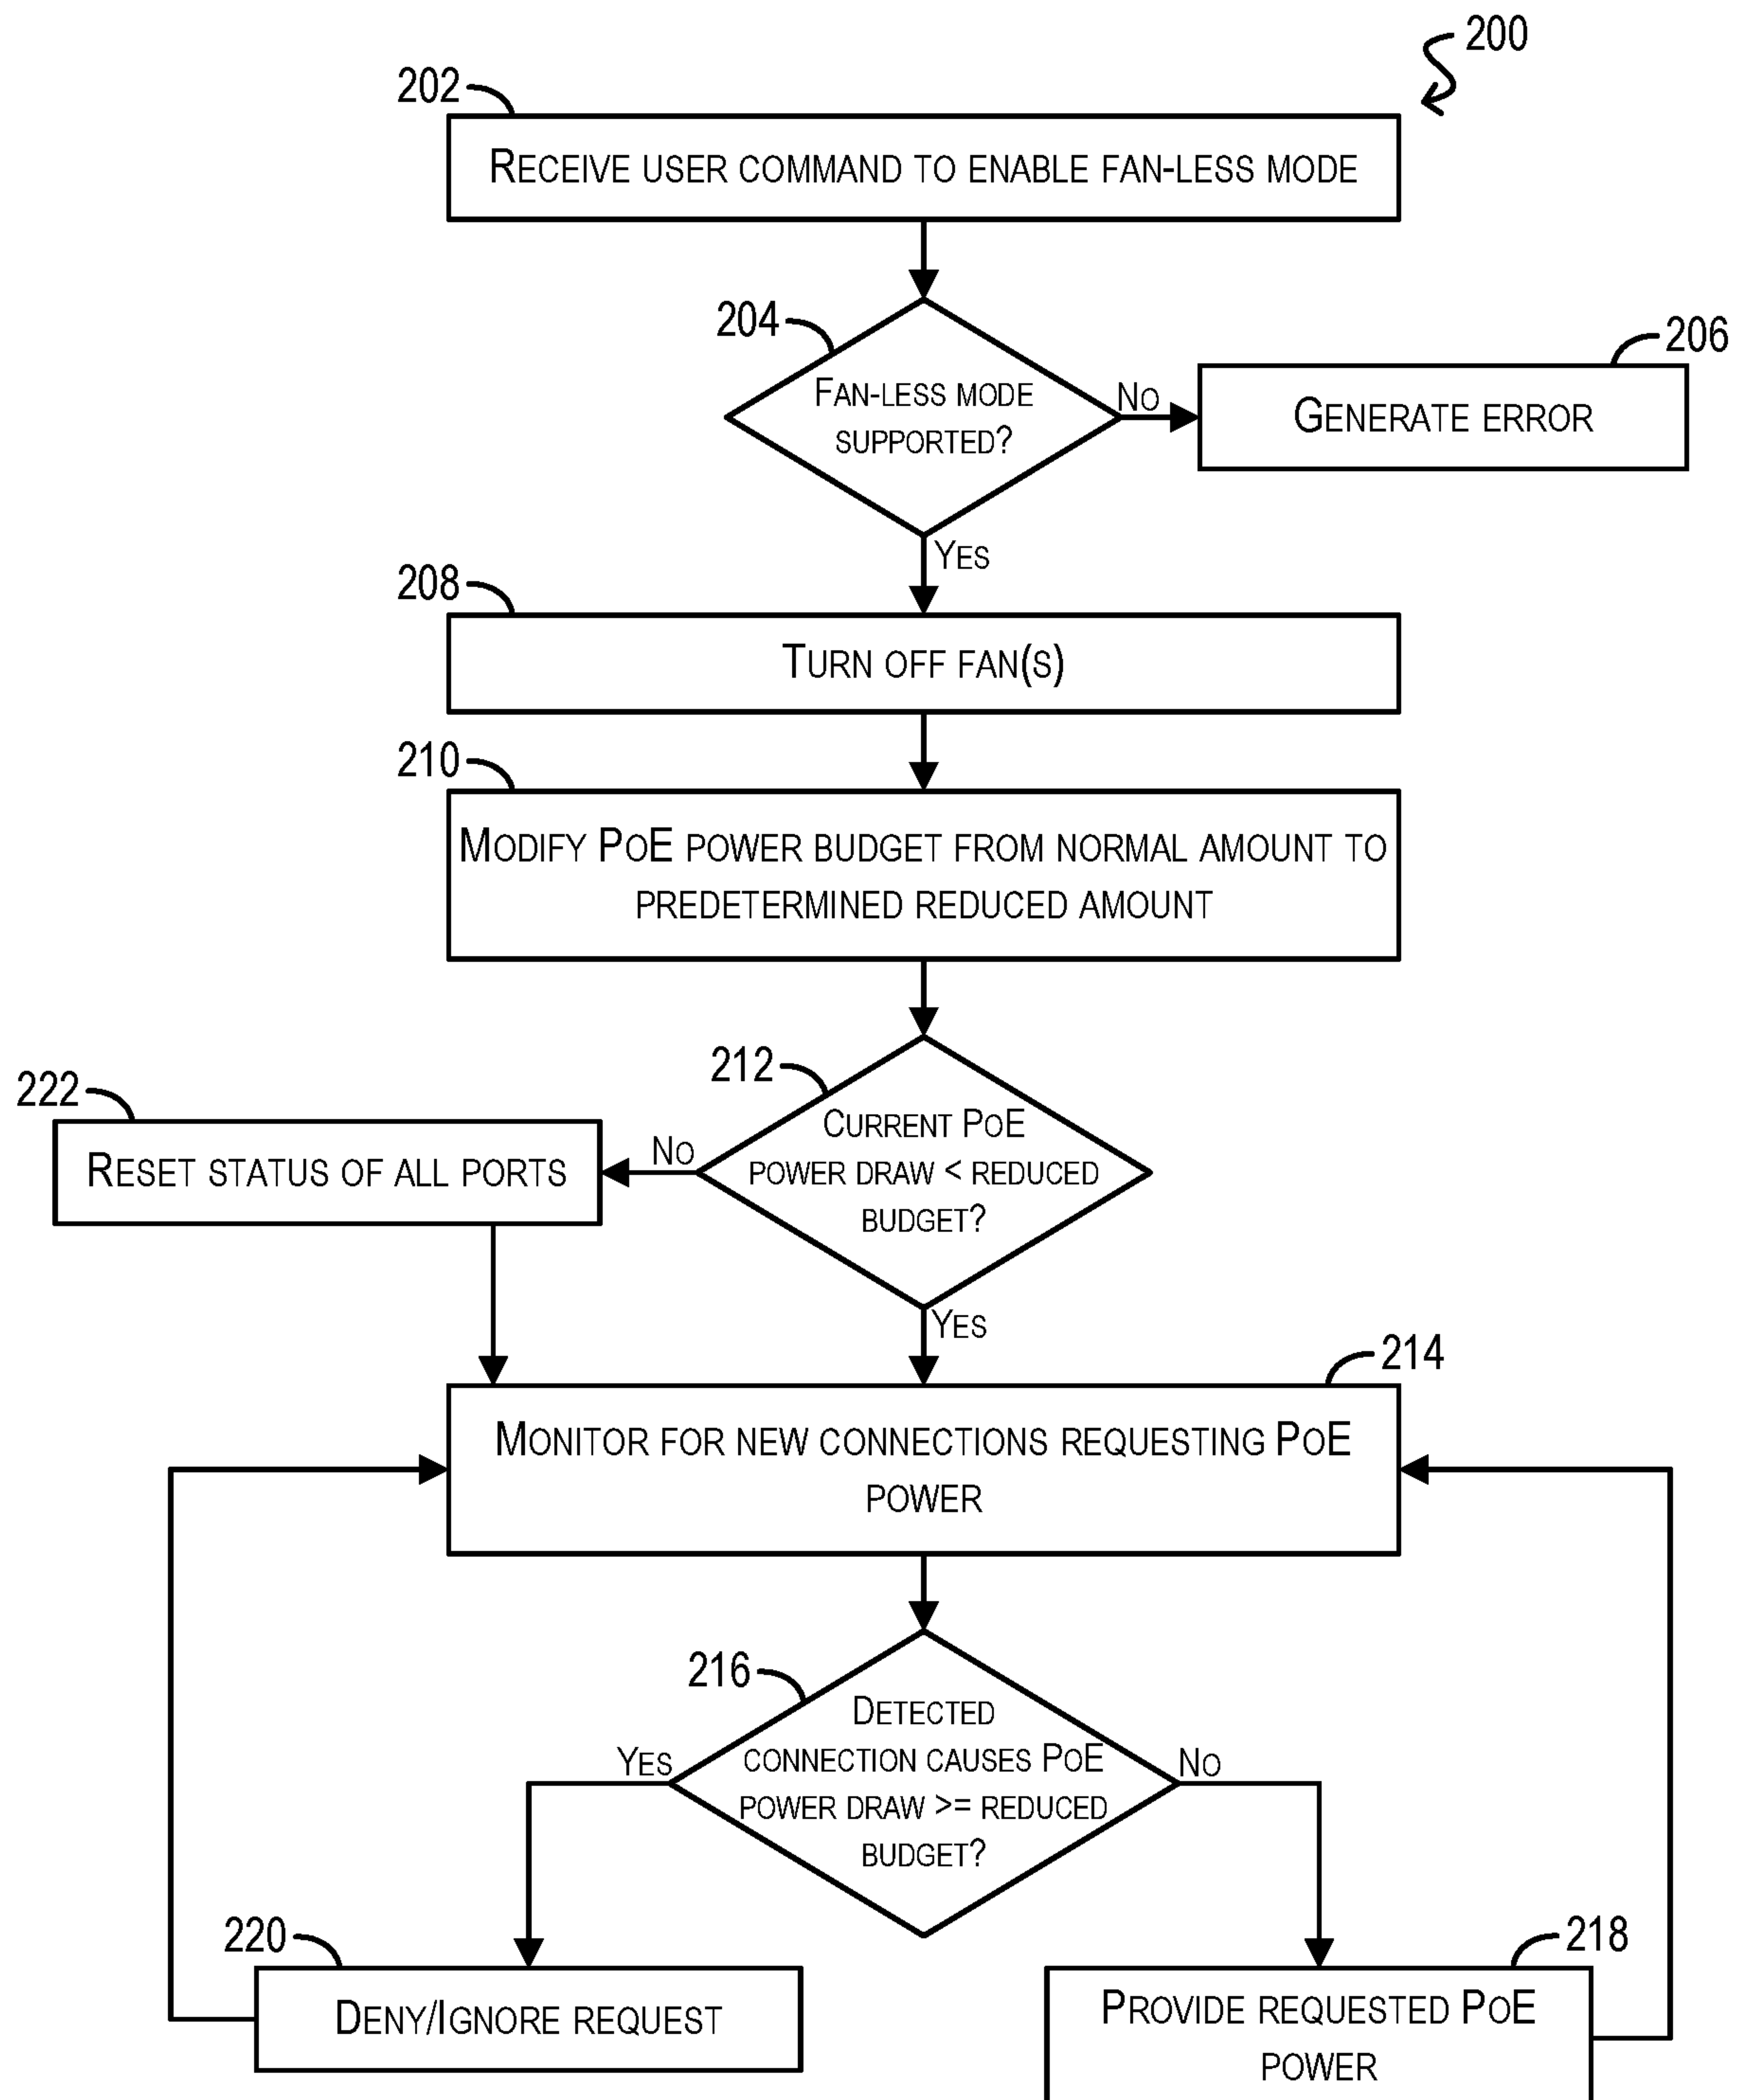 200
202
RECEIVE USER COMMAND TO ENABLE FAN-LESS MODE
204
FAN-LESS MODE
SUPPORTED?
NO
206
GENERATE ERROR
YES
208
TURN OFF FAN(S)
210
MODIFY POE POWER BUDGET FROM NORMAL AMOUNT TO
PREDETERMINED REDUCED AMOUNT
212
CURRENT POE
POWER DRAW < REDUCED
BUDGET?
NO
222
RESET STATUS OF ALL PORTS
YES
214
MONITOR FOR NEW CONNECTIONS REQUESTING POE
POWER
216
DETECTED
CONNECTION CAUSES POE
POWER DRAW >= REDUCED
BUDGET?
YES
NO
220
DENY/IGNORE REQUEST
218
PROVIDE REQUESTED POE
POWER